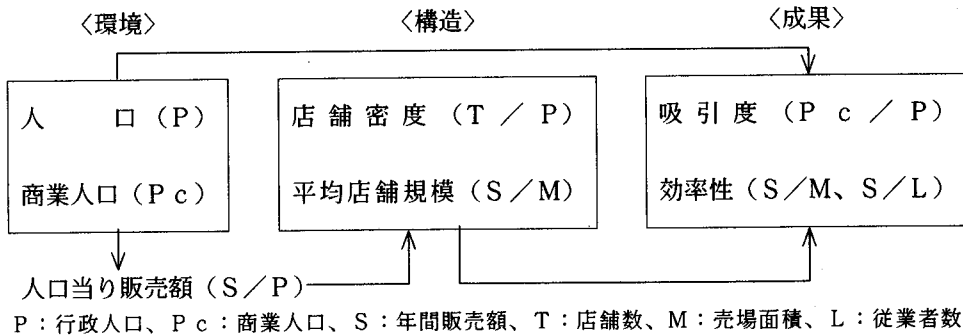 〈環境〉 〈構造〉 〈成果〉
人 口（P） 店舗密度（T／P） 吸引度（Pc／P）
商業人口（Pc） 平均店舗規模（S／M） 効率性（S／M、S／L）
人口当り販売額（S／P）
P：行政人口、Pc：商業人口、S：年間販売額、T：店舗数、M：売場面積、L：従業者数